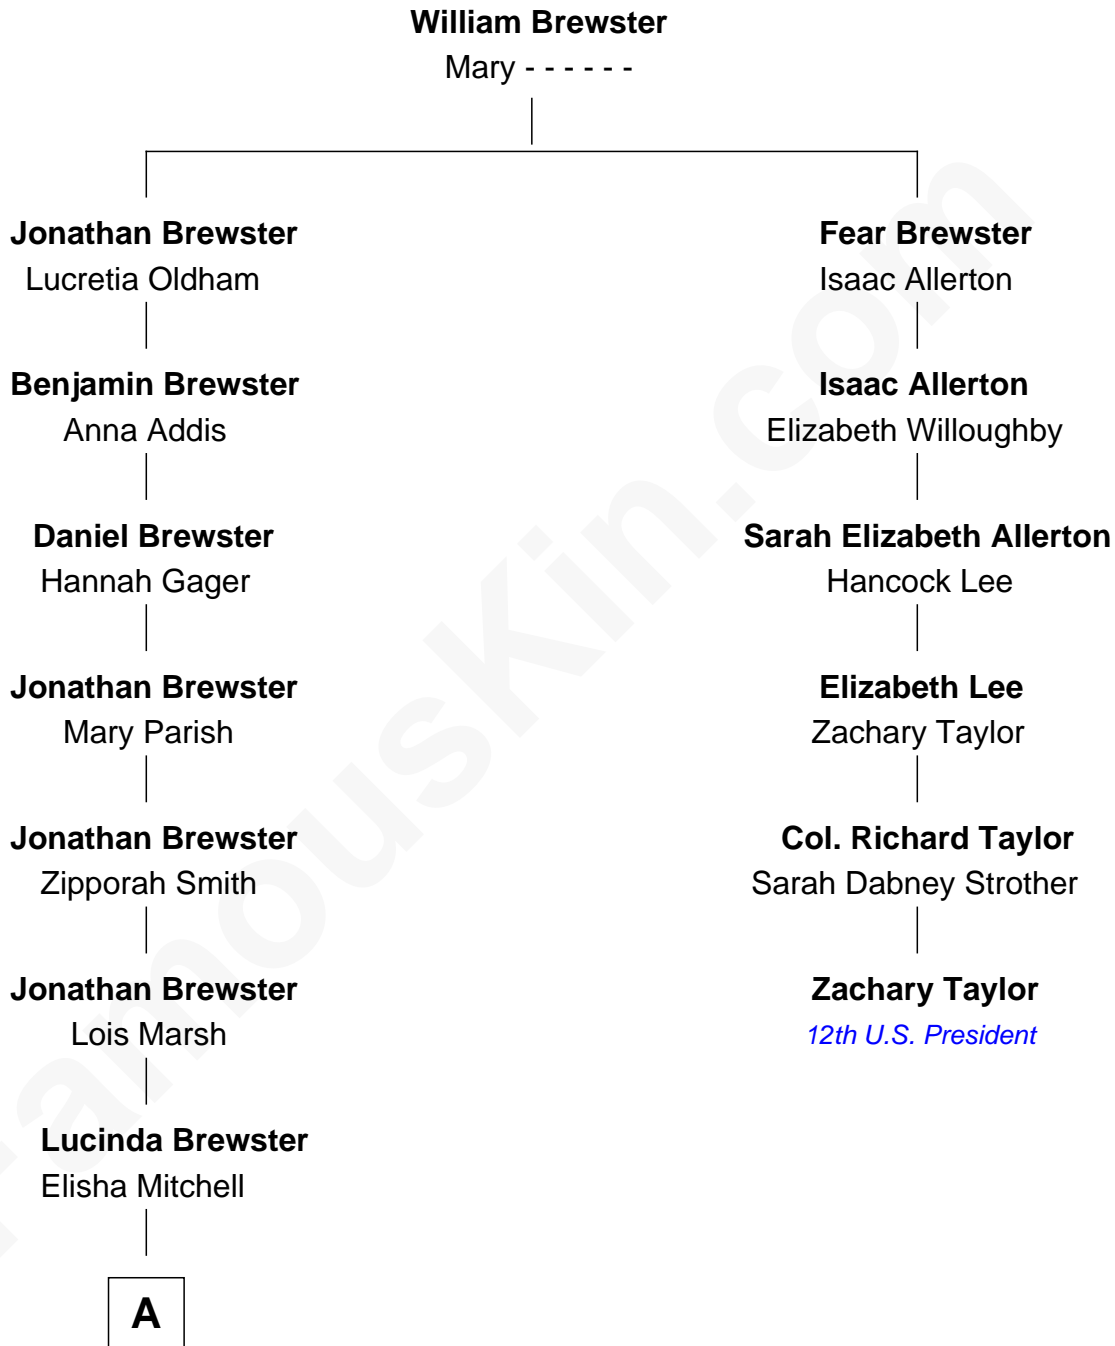 William Brewster
Mary - - - - - -
Jonathan Brewster
Lucretia Oldham
Fear Brewster
Isaac Allerton
Benjamin Brewster
Anna Addis
Isaac Allerton
Elizabeth Willoughby
Daniel Brewster
Hannah Gager
Sarah Elizabeth Allerton
Hancock Lee
Jonathan Brewster
Mary Parish
Elizabeth Lee
Zachary Taylor
Jonathan Brewster
Zipporah Smith
Col. Richard Taylor
Sarah Dabney Strother
Jonathan Brewster
Lois Marsh
Zachary Taylor
12th U.S. President
Lucinda Brewster
Elisha Mitchell
A
FamousKin.com